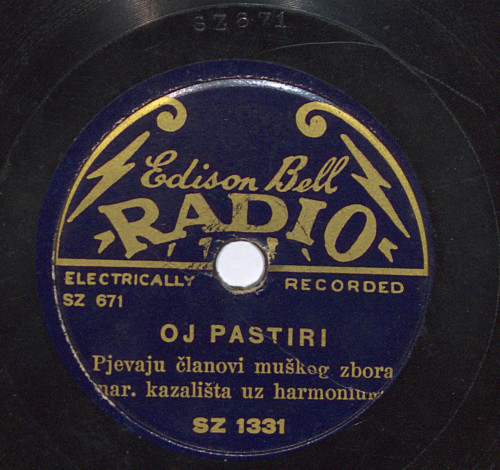 SZ 671
Edison Bell
RADIO
ELECTRICALLY RECORDED
SZ 671
OJ PASTIRI
Pjevaju članovi muškog zbora
nar. kazališta uz harmonium
SZ 1331